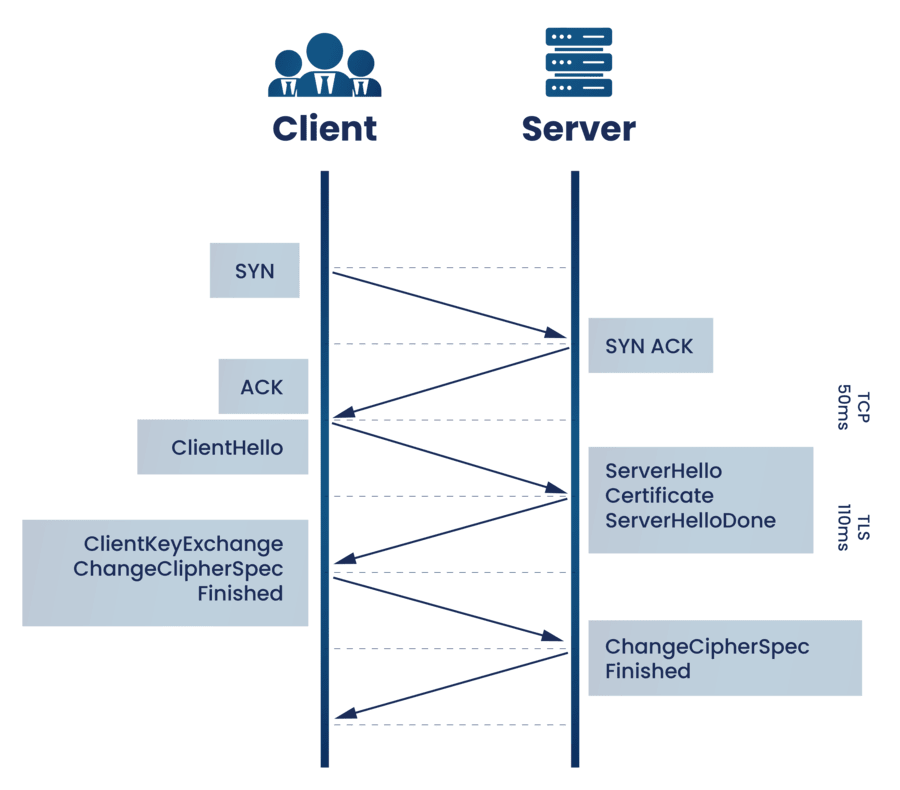 Client
Server
SYN
SYN ACK
ACK
ClientHello
TCP
50ms
ServerHello
Certificate
ServerHelloDone
TLS
110ms
ClientKeyExchange
ChangeClipherSpec
Finished
ChangeCipherSpec
Finished